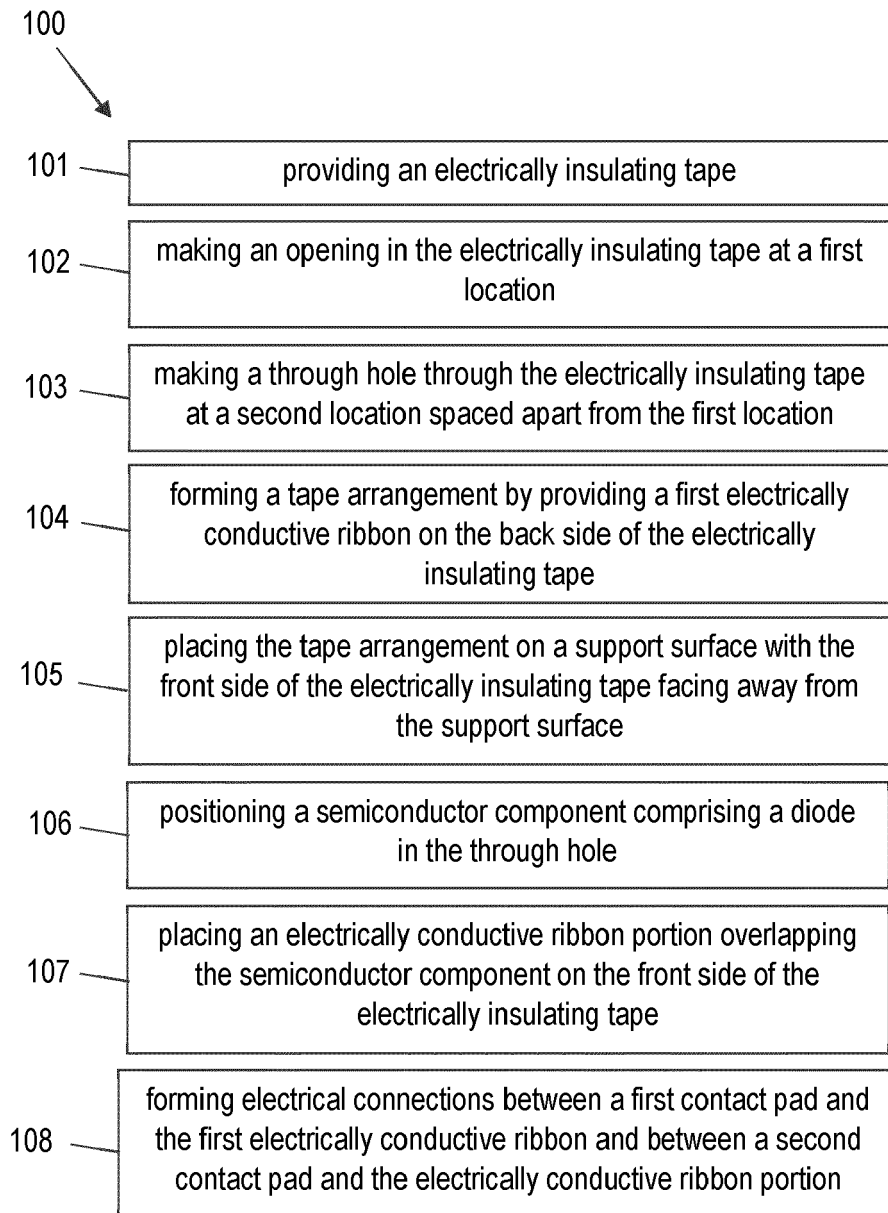 100
101
providing an electrically insulating tape
102
making an opening in the electrically insulating tape at a first
location
103
making a through hole through the electrically insulating tape
at a second location spaced apart from the first location
104
forming a tape arrangement by providing a first electrically
conductive ribbon on the back side of the electrically
insulating tape
105
placing the tape arrangement on a support surface with the
front side of the electrically insulating tape facing away from
the support surface
106
positioning a semiconductor component comprising a diode
in the through hole
107
placing an electrically conductive ribbon portion overlapping
the semiconductor component on the front side of the
electrically insulating tape
108
forming electrical connections between a first contact pad and
the first electrically conductive ribbon and between a second
contact pad and the electrically conductive ribbon portion